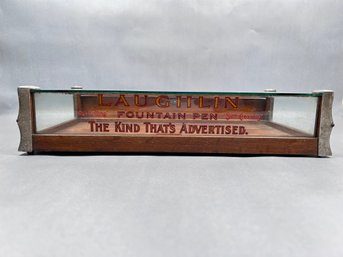 LAUGHLIN
FOUNTAIN PEN
THE KIND THAT'S ADVERTISED.